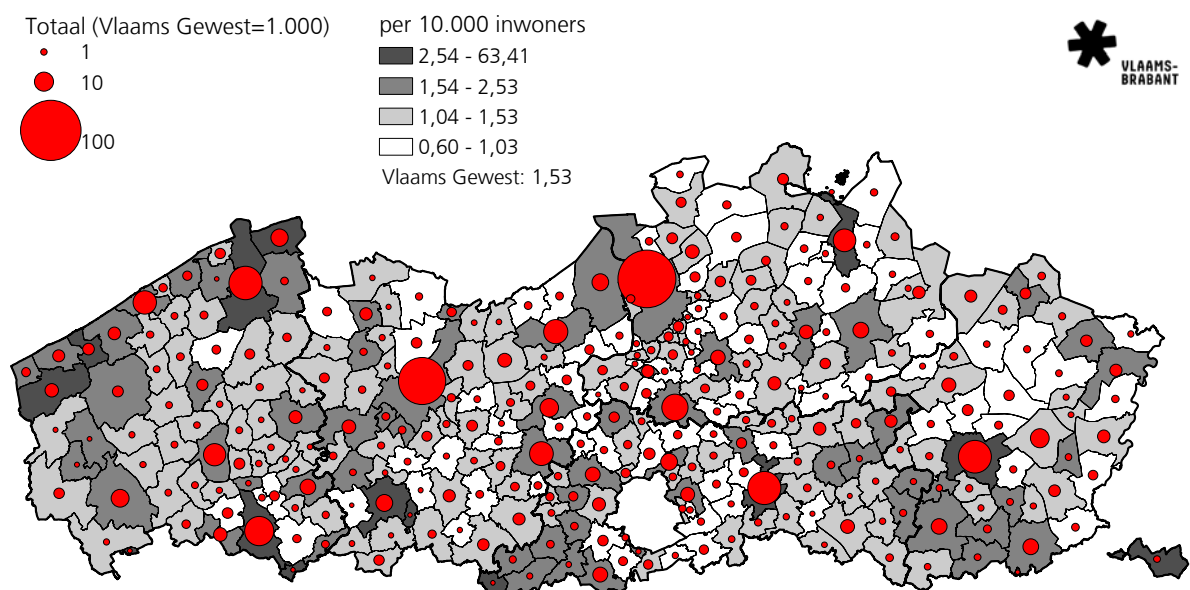 Totaal (Vlaams Gewest=1.000)
1
10
100
per 10.000 inwoners
2,54 - 63,41
1,54 - 2,53
1,04 - 1,53
0,60 - 1,03
Vlaams Gewest: 1,53
VLAAMS-
BRABANT